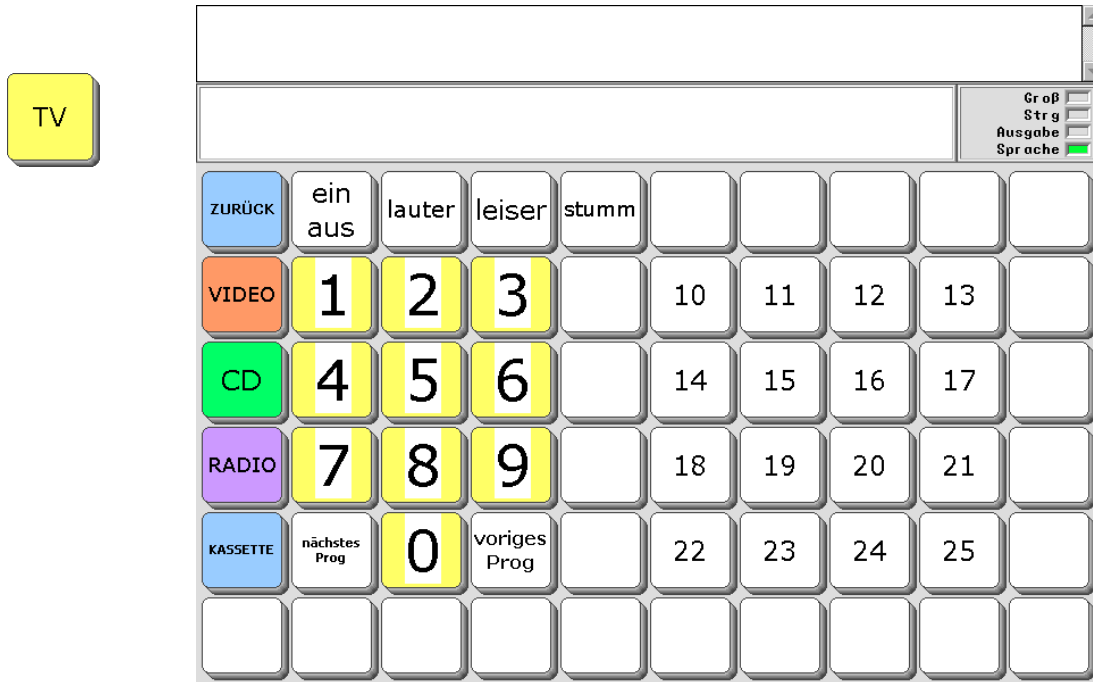 TV
Groß
Strg
Ausgabe
Sprache
ZURÜCK ein aus lauter leiser stumm
VIDEO 1 2 3 10 11 12 13
CD 4 5 6 14 15 16 17
RADIO 7 8 9 18 19 20 21
KASSETTE nächstes Prog 0 voriges Prog 22 23 24 25